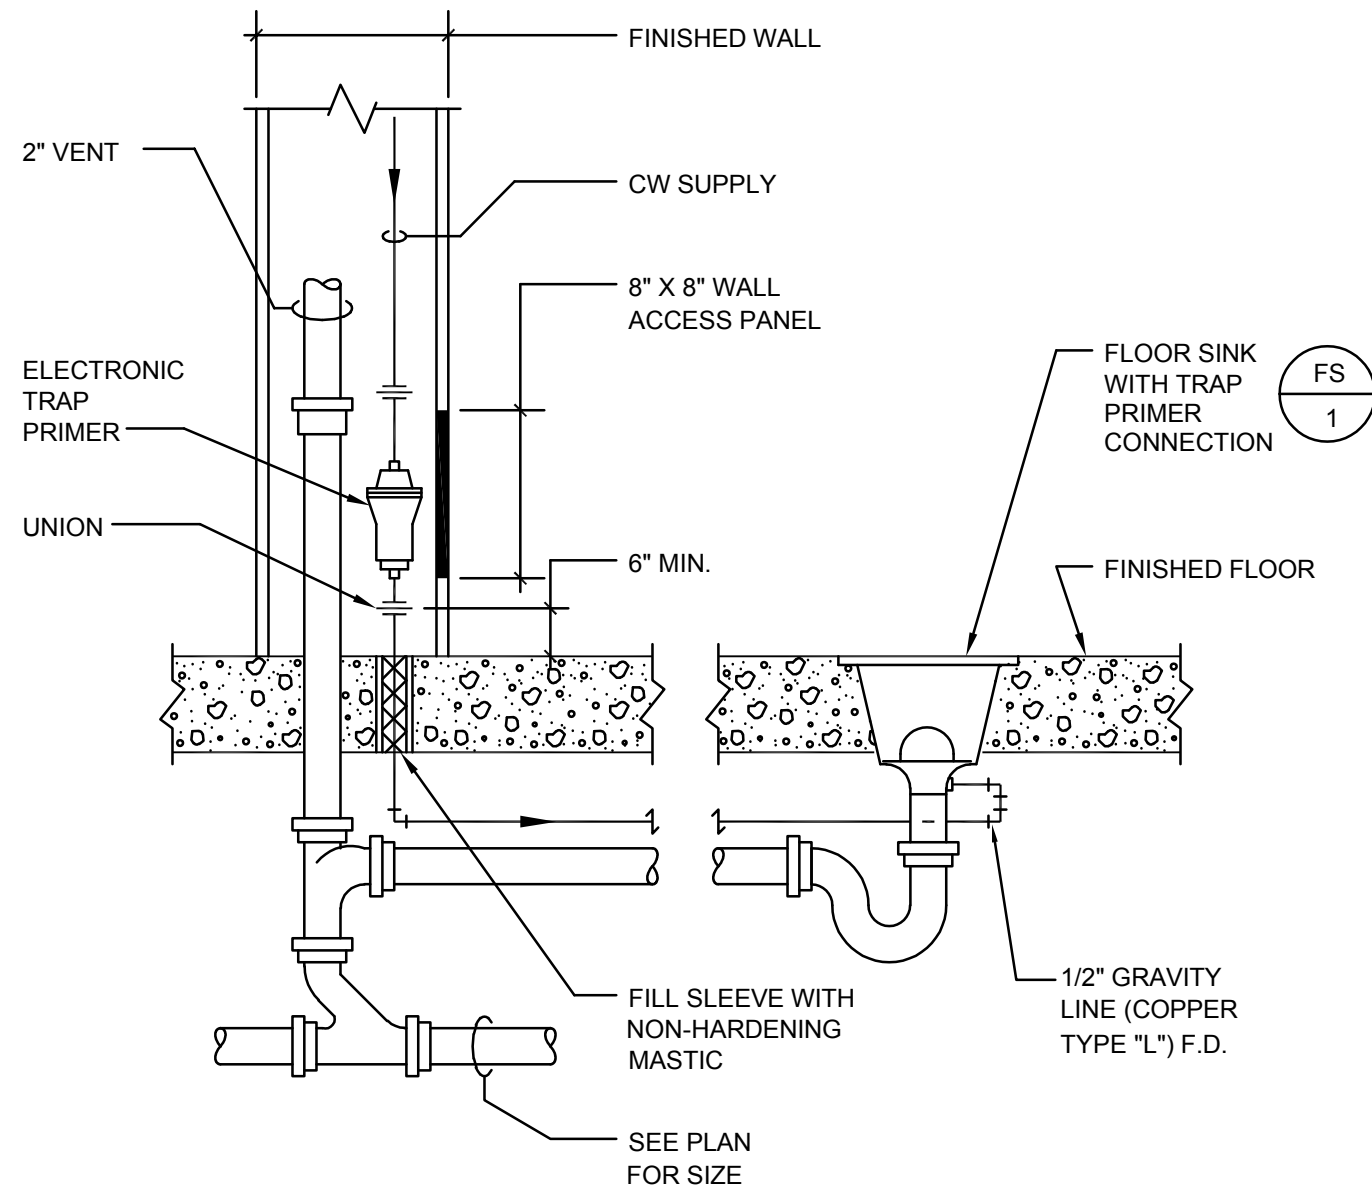 FINISHED WALL
2" VENT
CW SUPPLY
8" X 8" WALL
ACCESS PANEL
ELECTRONIC
TRAP
PRIMER
FLOOR SINK
WITH TRAP
PRIMER
CONNECTION
FS
1
UNION
6" MIN.
FINISHED FLOOR
FILL SLEEVE WITH
NON-HARDENING
MASTIC
1/2" GRAVITY
LINE (COPPER
TYPE "L") F.D.
SEE PLAN
FOR SIZE